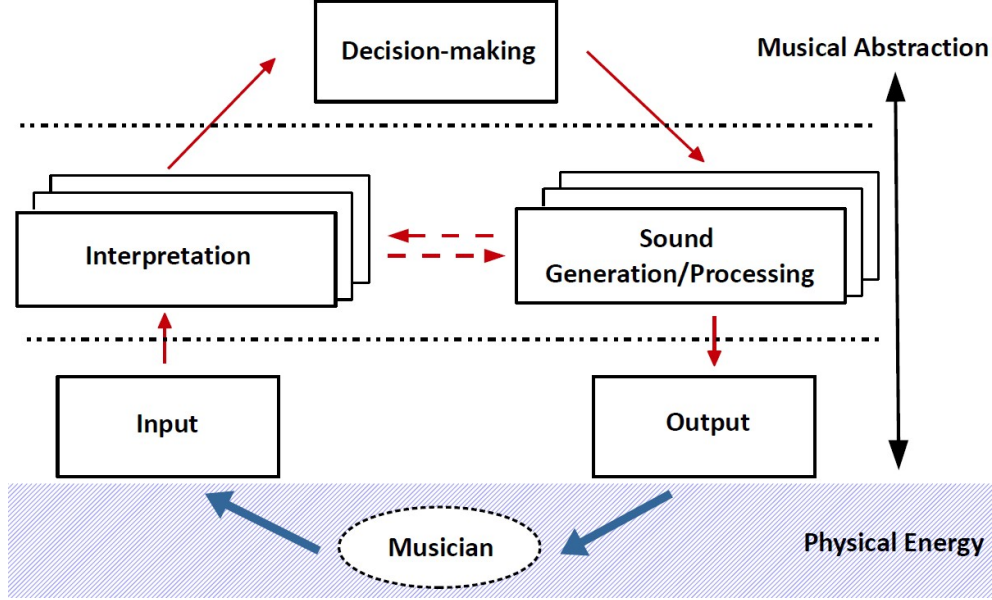 Decision-making
Musical Abstraction
Interpretation
Sound
Generation/Processing
Input
Output
Musician
Physical Energy